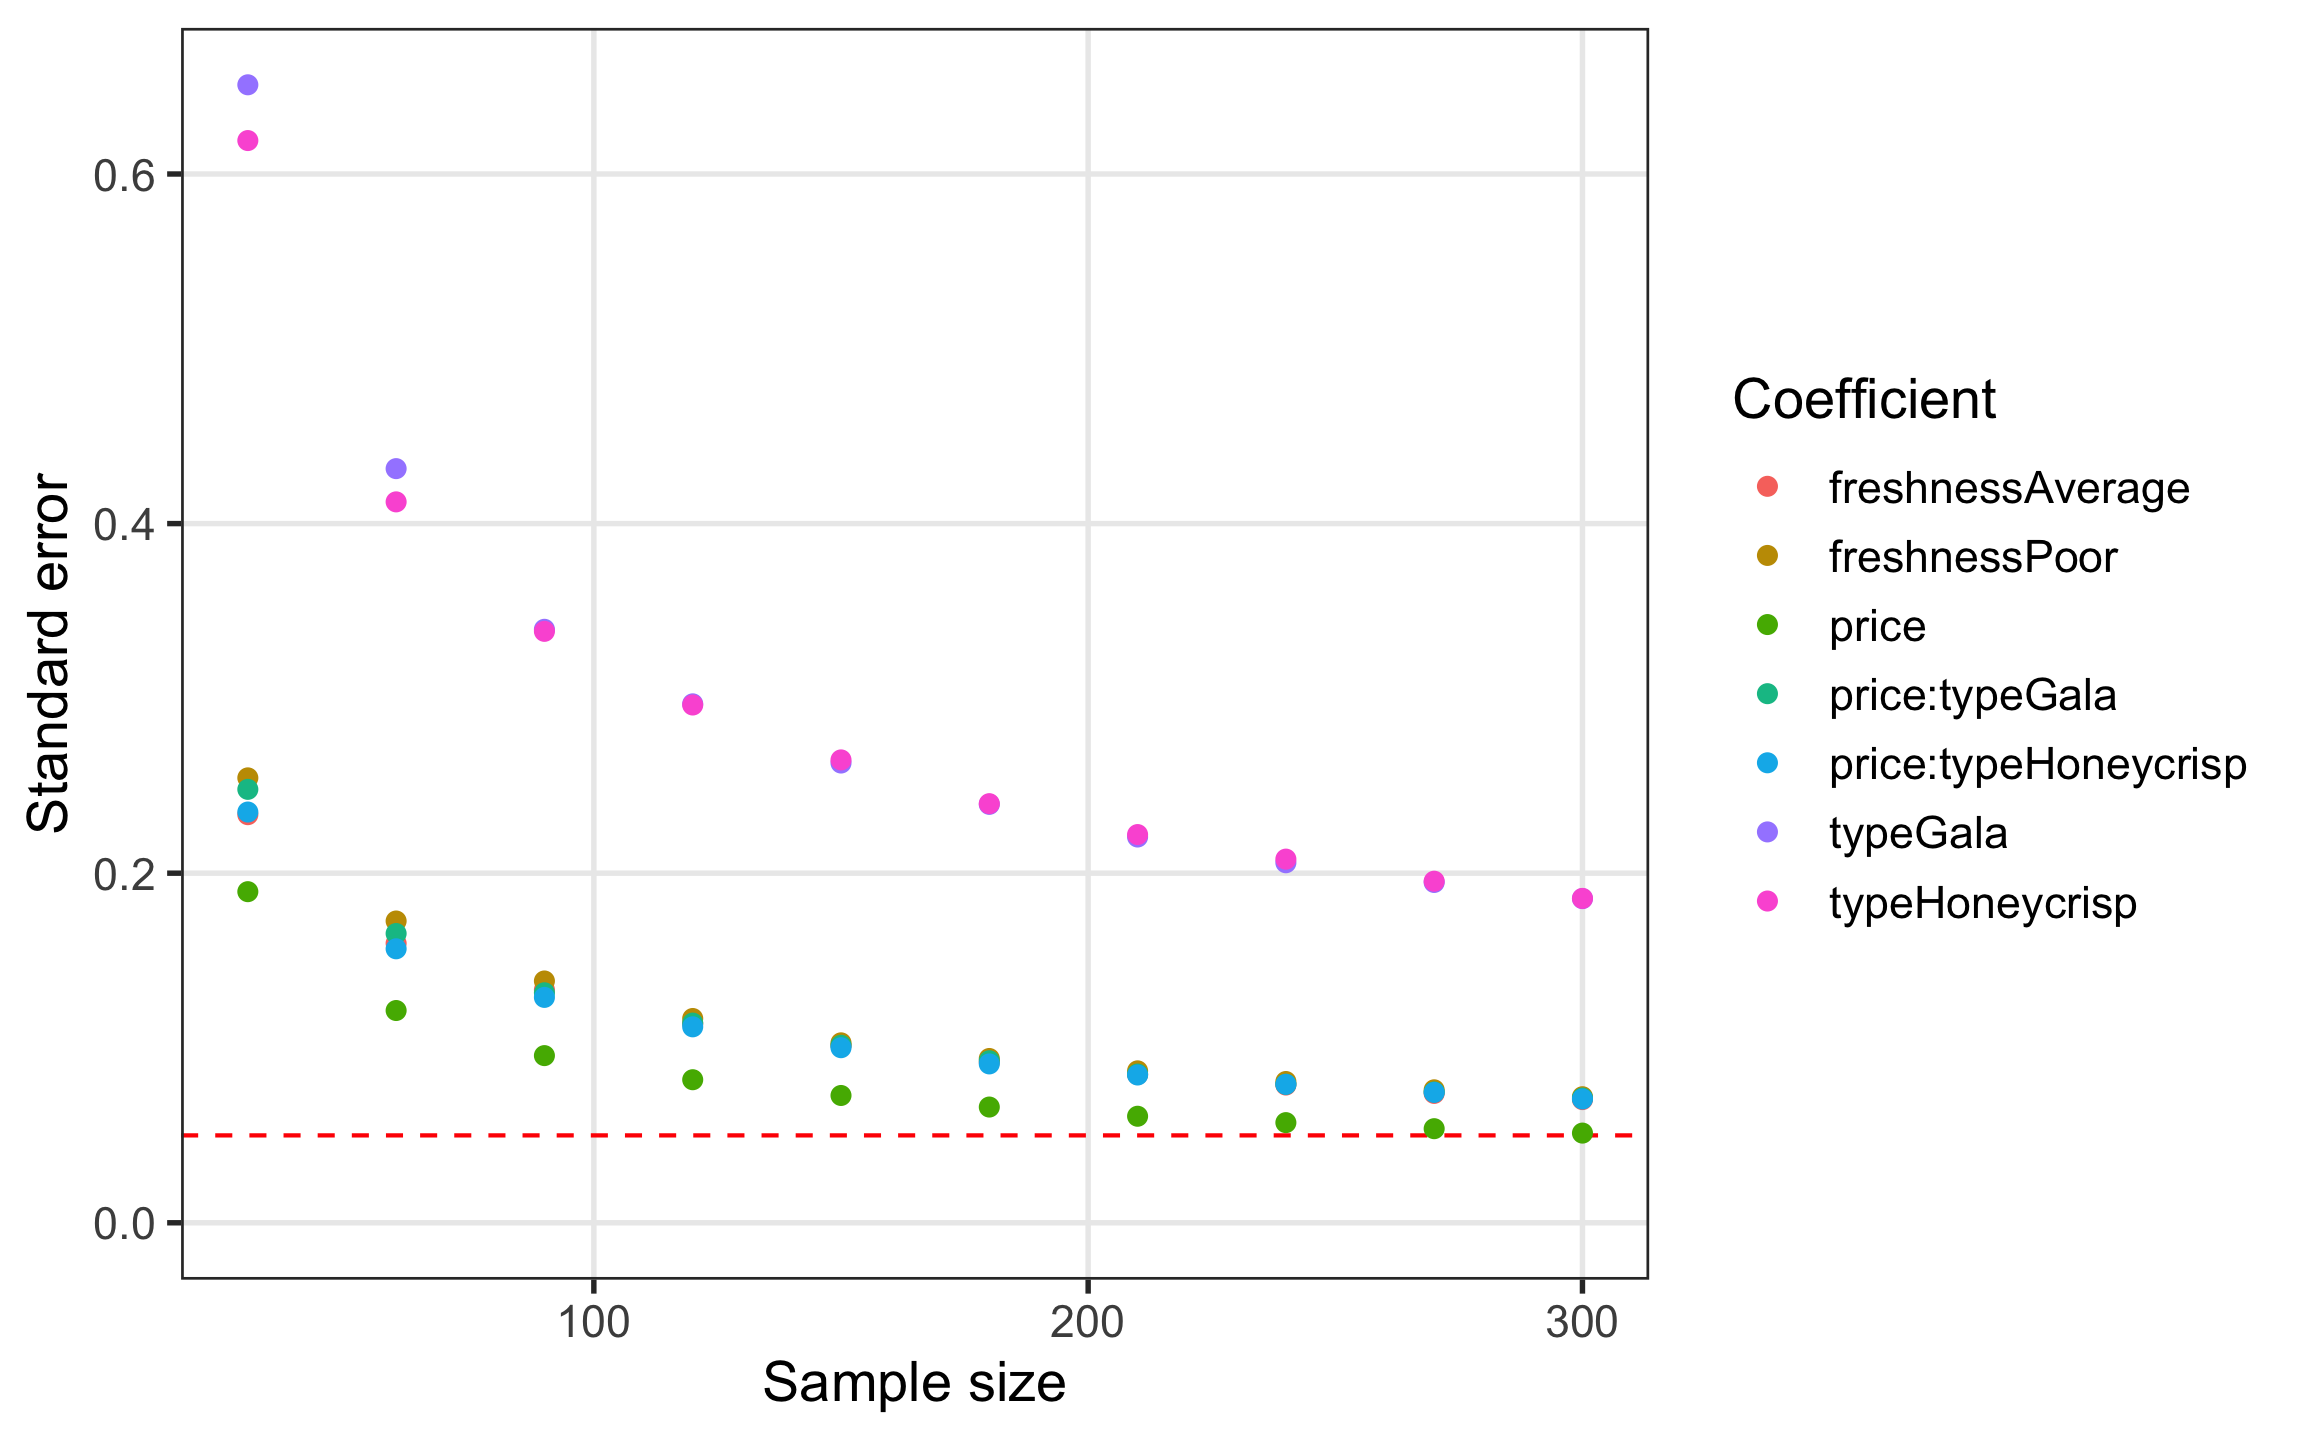 Standard error
0.6
0.4
0.2
0.0
100 200 300
Sample size
Coefficient
freshnessAverage
freshnessPoor
price
price:typeGala
price:typeHoneycrisp
typeGala
typeHoneycrisp